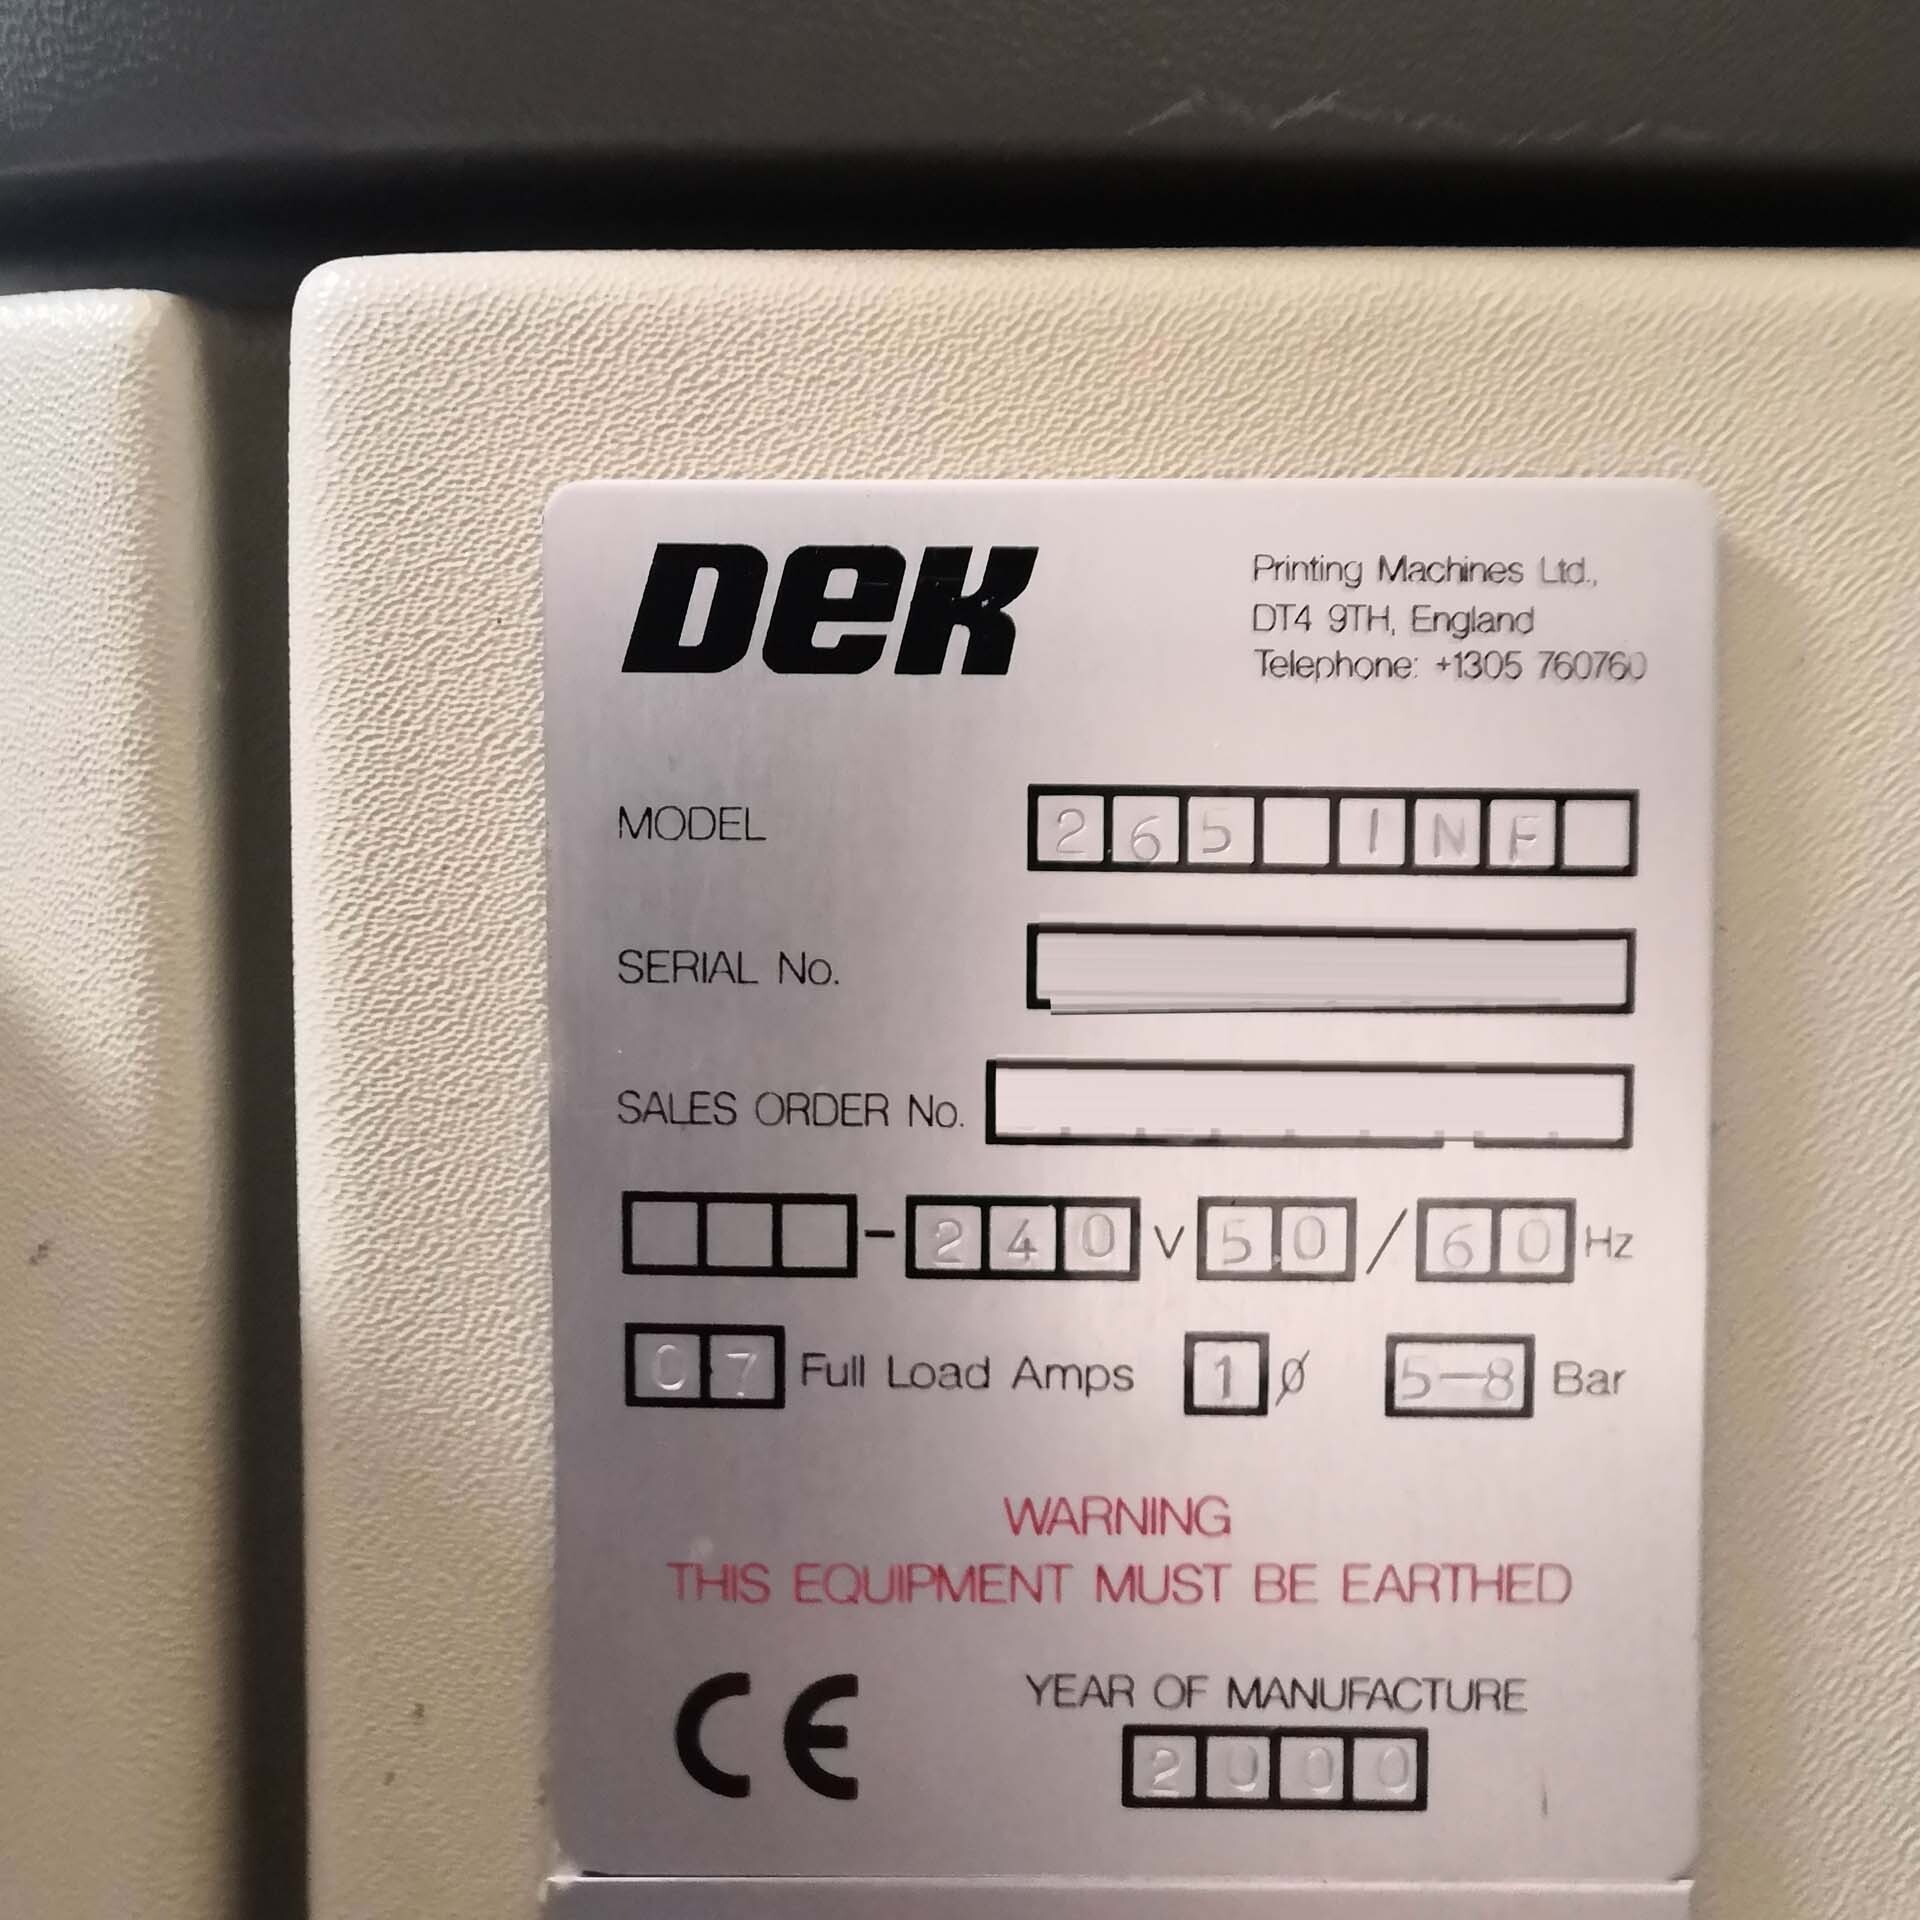 DEK
Printing Machines Ltd.,
DT4 9TH, England
Telephone: +1305 760760
MODEL 265 INF
SERIAL No.
SALES ORDER No.
-240 V 50/60 Hz
07 Full Load Amps 1 Ø 5-8 Bar
WARNING
THIS EQUIPMENT MUST BE EARTHED
CE
YEAR OF MANUFACTURE
2000